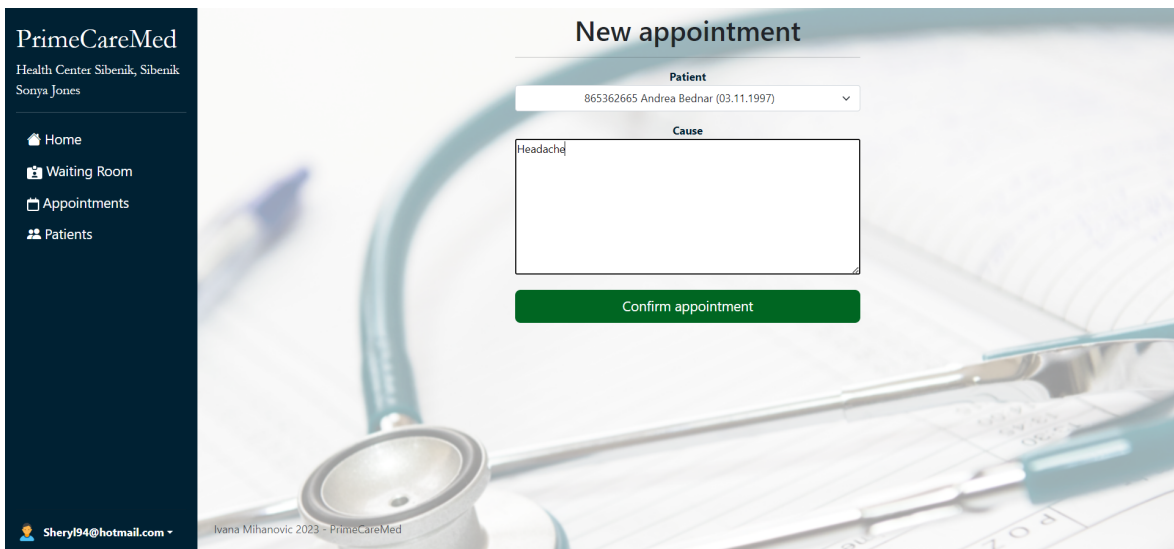 PrimeCareMed
Health Center Sibenik, Sibenik
Sonya Jones
Home
Waiting Room
Appointments
Patients
Sheryl94@hotmail.com
New appointment
Patient
865362665 Andrea Bednar (03.11.1997)
Cause
Headache
Confirm appointment
Ivana Mihanovic 2023 - PrimeCareMed